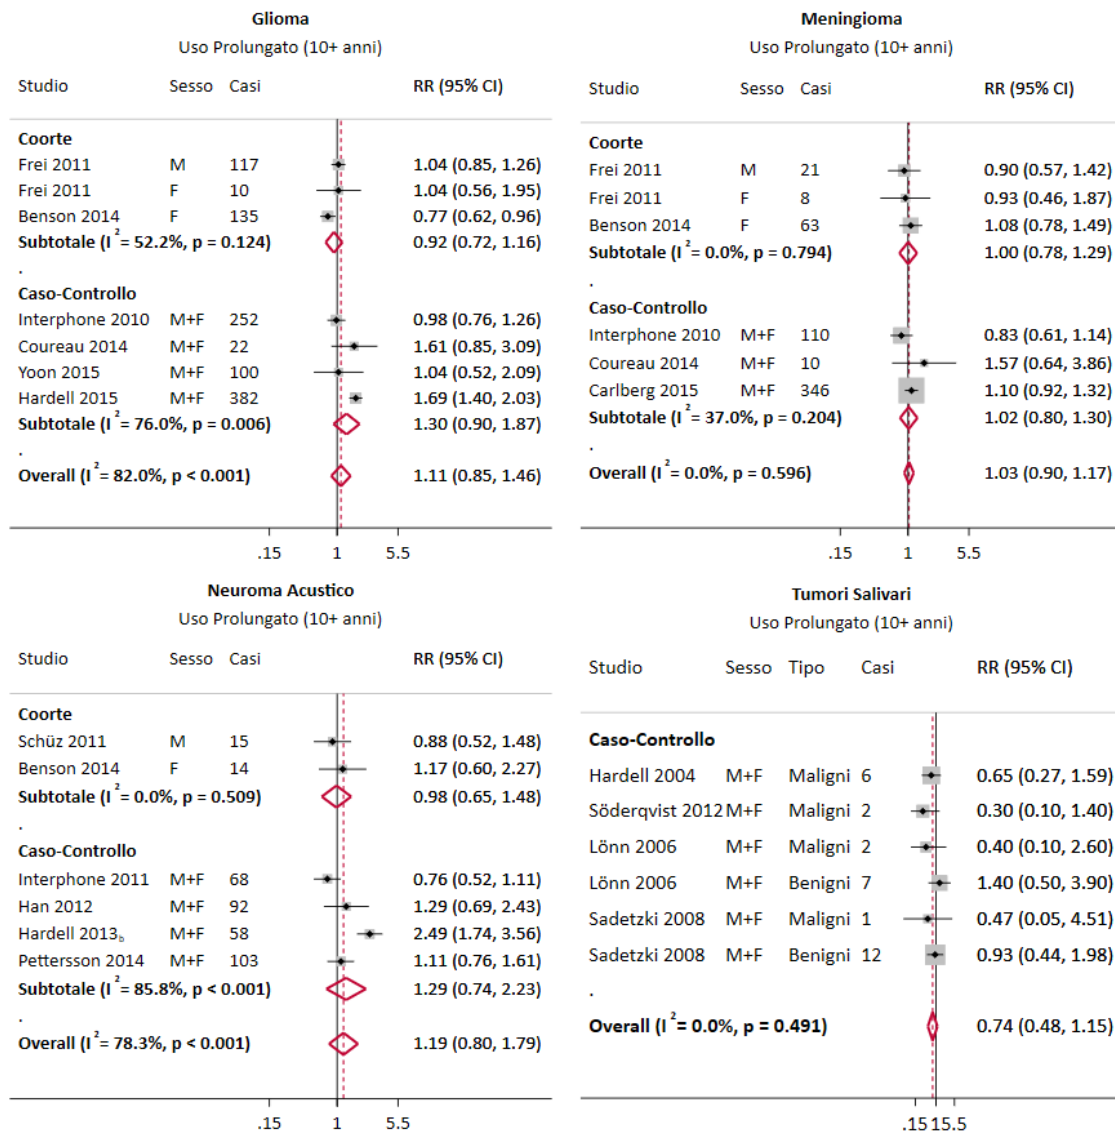 Glioma
Uso Prolungato (10+ anni)
Studio Sesso Casi RR (95% CI)
Coorte
Frei 2011 M 117 1.04 (0.85, 1.26)
Frei 2011 F 10 1.04 (0.56, 1.95)
Benson 2014 F 135 0.77 (0.62, 0.96)
Subtotale (I² = 52.2%, p = 0.124) 0.92 (0.72, 1.16)
.
Caso-Controllo
Interphone 2010 M+F 252 0.98 (0.76, 1.26)
Coureau 2014 M+F 22 1.61 (0.85, 3.09)
Yoon 2015 M+F 100 1.04 (0.52, 2.09)
Hardell 2015 M+F 382 1.69 (1.40, 2.03)
Subtotale (I² = 76.0%, p = 0.006) 1.30 (0.90, 1.87)
.
Overall (I² = 82.0%, p < 0.001) 1.11 (0.85, 1.46)
.15 1 5.5
Meningioma
Uso Prolungato (10+ anni)
Studio Sesso Casi RR (95% CI)
Coorte
Frei 2011 M 21 0.90 (0.57, 1.42)
Frei 2011 F 8 0.93 (0.46, 1.87)
Benson 2014 F 63 1.08 (0.78, 1.49)
Subtotale (I² = 0.0%, p = 0.794) 1.00 (0.78, 1.29)
.
Caso-Controllo
Interphone 2010 M+F 110 0.83 (0.61, 1.14)
Coureau 2014 M+F 10 1.57 (0.64, 3.86)
Carlberg 2015 M+F 346 1.10 (0.92, 1.32)
Subtotale (I² = 37.0%, p = 0.204) 1.02 (0.80, 1.30)
.
Overall (I² = 0.0%, p = 0.596) 1.03 (0.90, 1.17)
.15 1 5.5
Neuroma Acustico
Uso Prolungato (10+ anni)
Studio Sesso Casi RR (95% CI)
Coorte
Schüz 2011 M 15 0.88 (0.52, 1.48)
Benson 2014 F 14 1.17 (0.60, 2.27)
Subtotale (I² = 0.0%, p = 0.509) 0.98 (0.65, 1.48)
.
Caso-Controllo
Interphone 2011 M+F 68 0.76 (0.52, 1.11)
Han 2012 M+F 92 1.29 (0.69, 2.43)
Hardell 2013b M+F 58 2.49 (1.74, 3.56)
Pettersson 2014 M+F 103 1.11 (0.76, 1.61)
Subtotale (I² = 85.8%, p < 0.001) 1.29 (0.74, 2.23)
.
Overall (I² = 78.3%, p < 0.001) 1.19 (0.80, 1.79)
.15 1 5.5
Tumori Salivari
Uso Prolungato (10+ anni)
Studio Sesso Tipo Casi RR (95% CI)
Caso-Controllo
Hardell 2004 M+F Maligni 6 0.65 (0.27, 1.59)
Söderqvist 2012 M+F Maligni 2 0.30 (0.10, 1.40)
Lönn 2006 M+F Maligni 2 0.40 (0.10, 2.60)
Lönn 2006 M+F Benigni 7 1.40 (0.50, 3.90)
Sadetzki 2008 M+F Maligni 1 0.47 (0.05, 4.51)
Sadetzki 2008 M+F Benigni 12 0.93 (0.44, 1.98)
.
Overall (I² = 0.0%, p = 0.491) 0.74 (0.48, 1.15)
.15 1 5.5